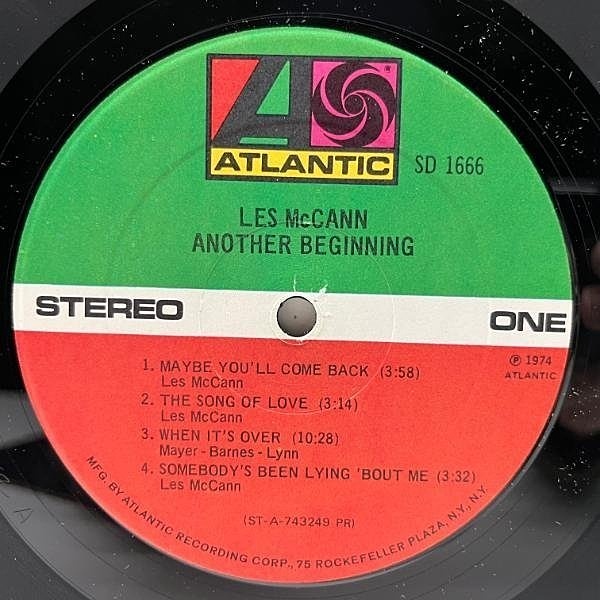 ATLANTIC
SD 1666
LES McCANN
ANOTHER BEGINNING
STEREO
ONE
℗ 1974
ATLANTIC
1. MAYBE YOU'LL COME BACK (3:58)
Les McCann
2. THE SONG OF LOVE (3:14)
Les McCann
3. WHEN IT'S OVER (10:28)
Mayer - Barnes - Lynn
4. SOMEBODY'S BEEN LYING 'BOUT ME (3:32)
Les McCann
(ST-A-743249 PR)
MFG. BY ATLANTIC RECORDING CORP., 75 ROCKEFELLER PLAZA, N.Y., N.Y.